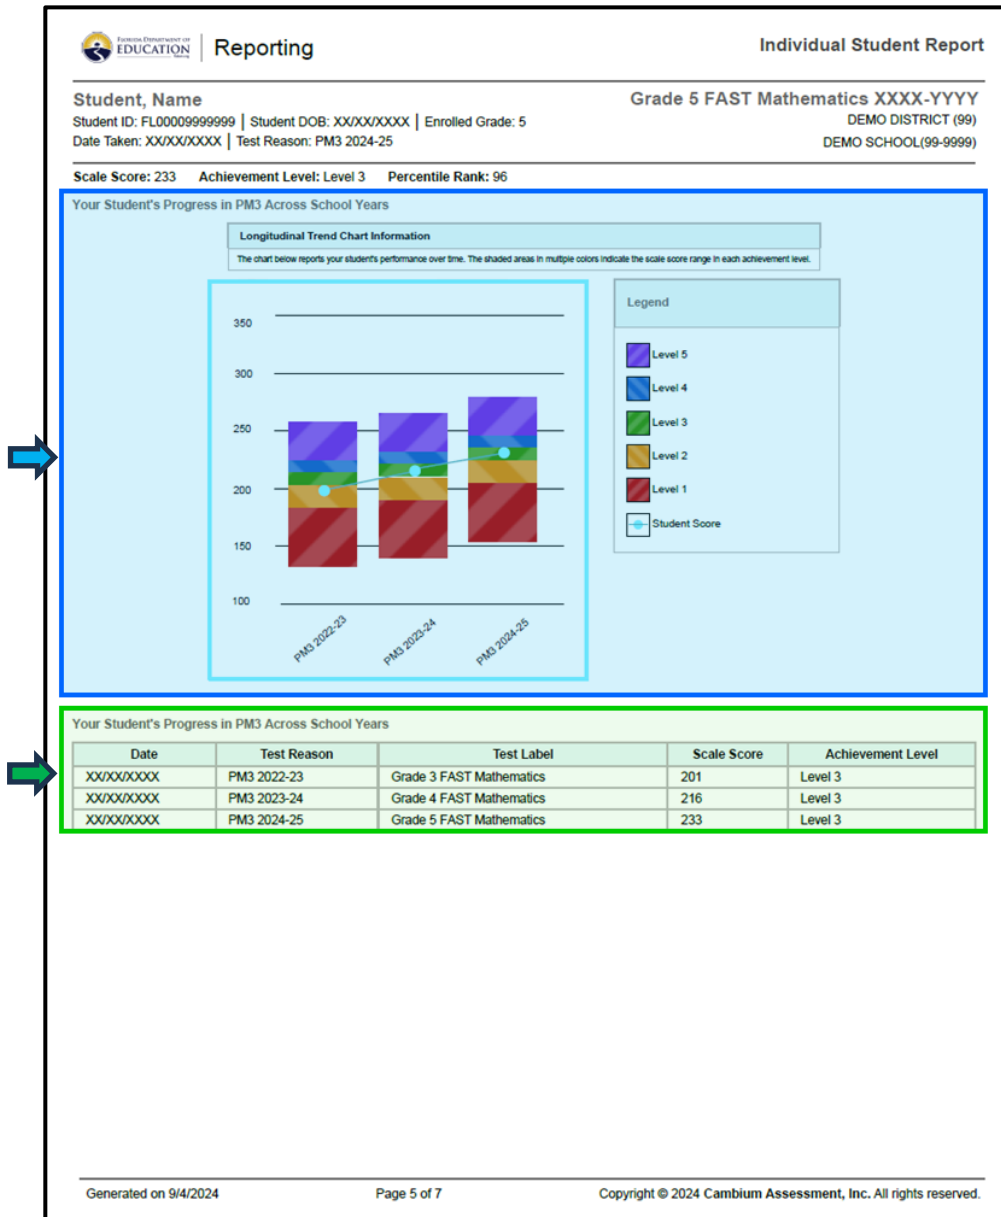 FLORIDA DEPARTMENT OF
EDUCATION
Reporting
Individual Student Report
Student, Name
Grade 5 FAST Mathematics XXXX-YYYY
Student ID: FL00009999999 | Student DOB: XX/XX/XXXX | Enrolled Grade: 5
DEMO DISTRICT (99)
Date Taken: XX/XX/XXXX | Test Reason: PM3 2024-25
DEMO SCHOOL(99-9999)
Scale Score: 233 Achievement Level: Level 3 Percentile Rank: 96
Your Student's Progress in PM3 Across School Years
Longitudinal Trend Chart Information
The chart below reports your student's performance over time. The shaded areas in multiple colors indicate the scale score range in each achievement level.
350
300
250
200
150
100
PM3 2022-23
PM3 2023-24
PM3 2024-25
Legend
Level 5
Level 4
Level 3
Level 2
Level 1
Student Score
Your Student's Progress in PM3 Across School Years
Date Test Reason Test Label Scale Score Achievement Level
XX/XX/XXXX PM3 2022-23 Grade 3 FAST Mathematics 201 Level 3
XX/XX/XXXX PM3 2023-24 Grade 4 FAST Mathematics 216 Level 3
XX/XX/XXXX PM3 2024-25 Grade 5 FAST Mathematics 233 Level 3
Generated on 9/4/2024 Page 5 of 7 Copyright © 2024 Cambium Assessment, Inc. All rights reserved.